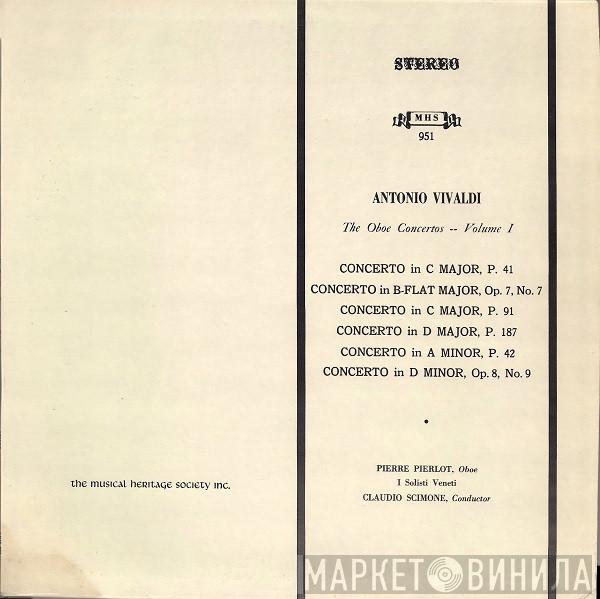 STEREO
MHS
951
ANTONIO VIVALDI
The Oboe Concertos -- Volume I
CONCERTO in C MAJOR, P. 41
CONCERTO in B-FLAT MAJOR, Op. 7, No. 7
CONCERTO in C MAJOR, P. 91
CONCERTO in D MAJOR, P. 187
CONCERTO in A MINOR, P. 42
CONCERTO in D MINOR, Op. 8, No. 9
PIERRE PIERLOT, Oboe
I Solisti Veneti
CLAUDIO SCIMONE, Conductor
the musical heritage society inc.
МАРКЕТ ВИНИЛА